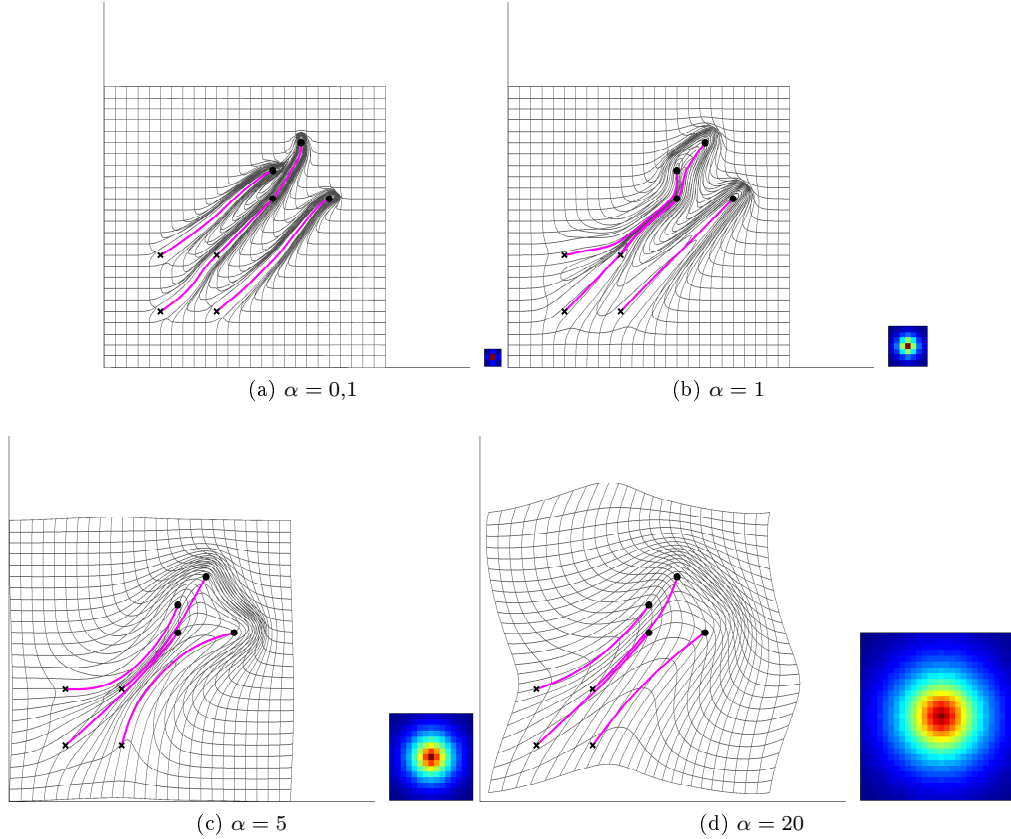 (a) α = 0,1
(b) α = 1
(c) α = 5
(d) α = 20